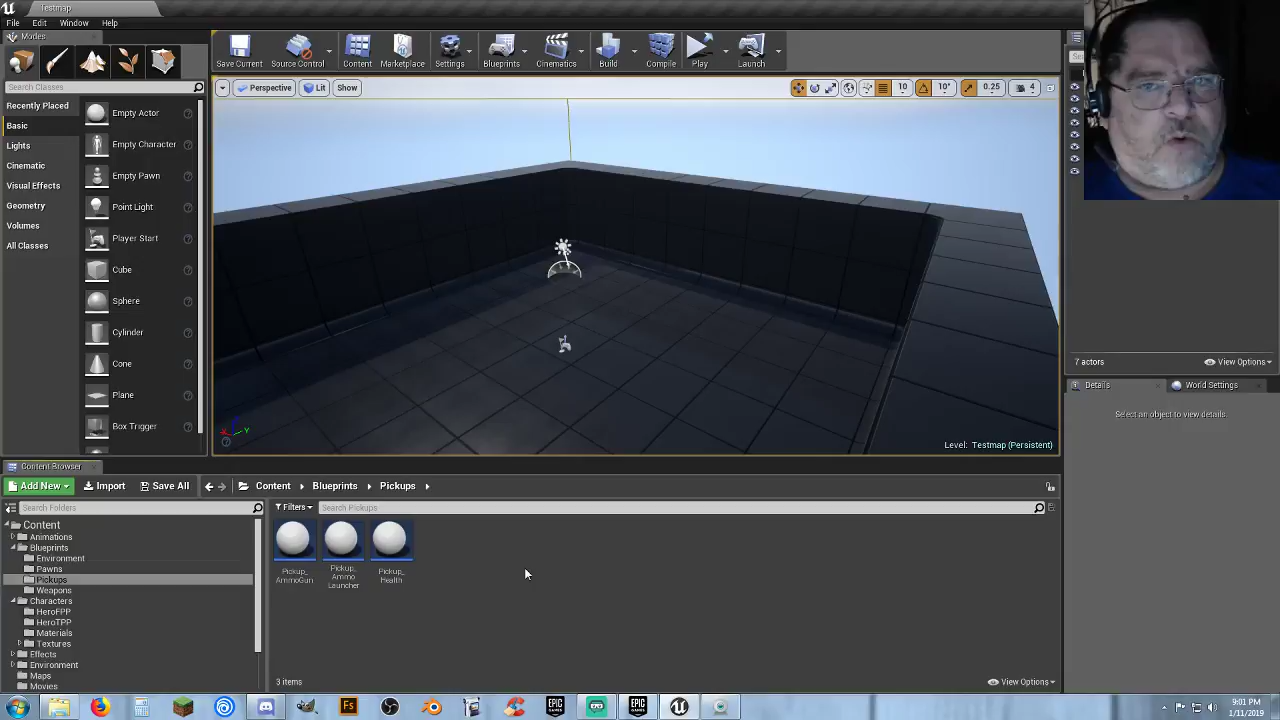 Testmap
File Edit Window Help
Modes
Search Classes
Recently Placed
Basic
Lights
Cinematic
Visual Effects
Geometry
Volumes
All Classes
Empty Actor
Empty Character
Empty Pawn
Point Light
Player Start
Cube
Sphere
Cylinder
Cone
Plane
Box Trigger
Save Current Source Control Content Marketplace Settings Blueprints Cinematics Build Compile Play Launch
Perspective Lit Show 10 10° 0.25 4
X Y
Level: Testmap (Persistent)
7 actors View Options
Details World Settings
Select an object to view details.
Content Browser
Add New Import Save All Content Blueprints Pickups
Search Folders
Filters Search Pickups
Content
Animations
Blueprints
Environment
Pawns
Pickups
Weapons
Characters
HeroFPP
HeroTPP
Materials
Textures
Effects
Environment
Maps
Movies
Pickup_
AmmoGun
Pickup_
Ammo
Launcher
Pickup_
Health
3 items View Options
Fs
EPIC
GAMES
EPIC
GAMES
9:01 PM
1/11/2019